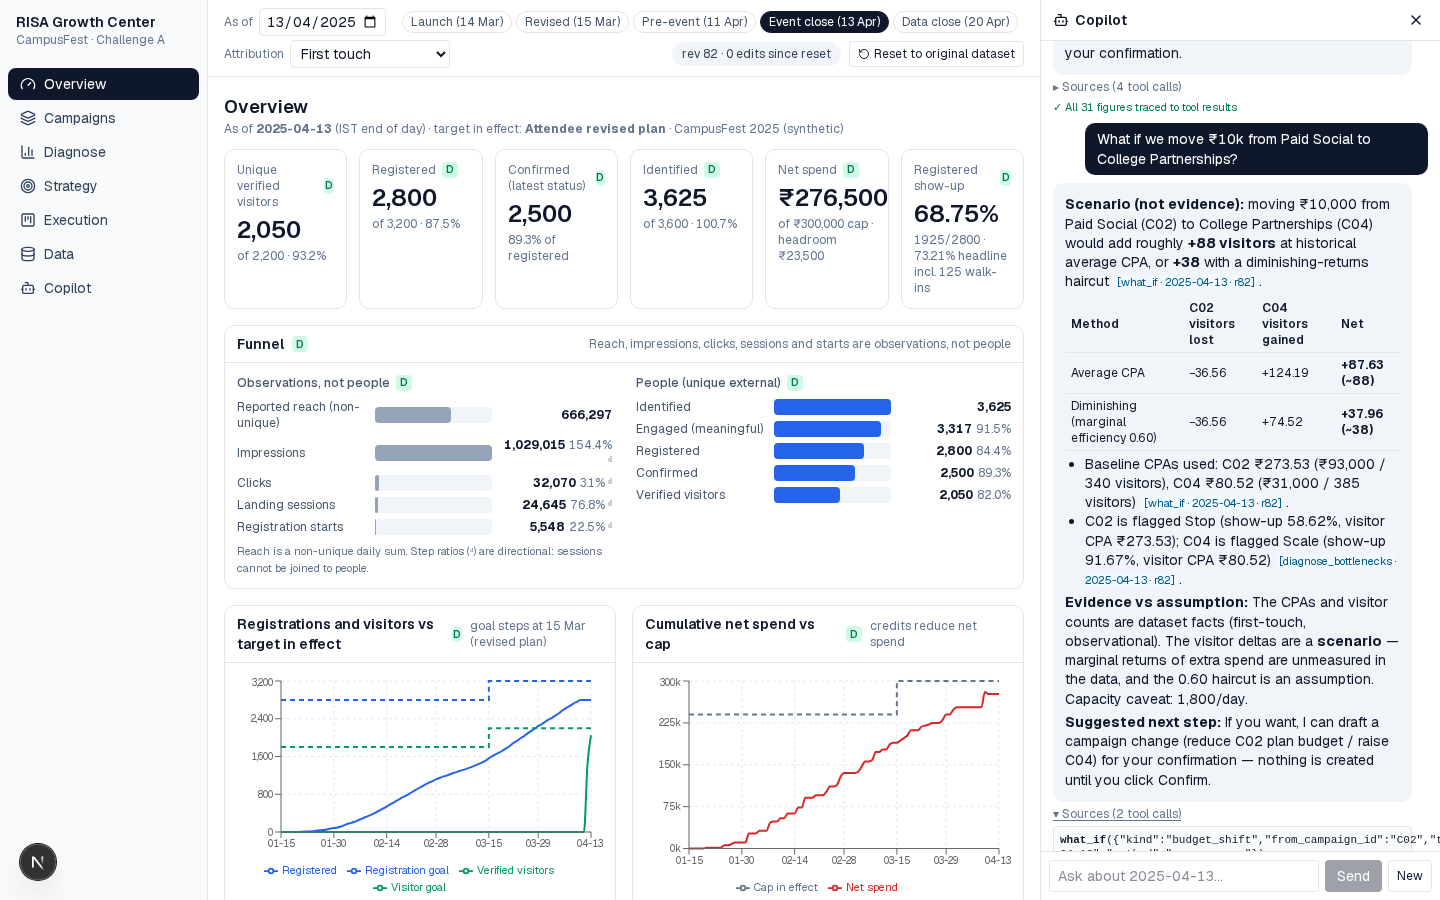 RISA Growth Center
CampusFest · Challenge A
Overview
Campaigns
Diagnose
Strategy
Execution
Data
Copilot
N
As of 13/04/2025 Launch (14 Mar) Revised (15 Mar) Pre-event (11 Apr) Event close (13 Apr) Data close (20 Apr)
Attribution First touch rev 82 · 0 edits since reset Reset to original dataset
Overview
As of 2025-04-13 (IST end of day) · target in effect: Attendee revised plan · CampusFest 2025 (synthetic)
Unique
verified
visitors D
2,050
of 2,200 · 93.2%
Registered D
2,800
of 3,200 · 87.5%
Confirmed
(latest status) D
2,500
89.3% of
registered
Identified D
3,625
of 3,600 · 100.7%
Net spend D
₹276,500
of ₹300,000 cap ·
headroom
₹23,500
Registered
show-up D
68.75%
1925/2800 ·
73.21% headline
incl. 125 walk-
ins
Funnel D Reach, impressions, clicks, sessions and starts are observations, not people
Observations, not people D
Reported reach (non-
unique) 666,297
Impressions 1,029,015 154.4%
d
Clicks 32,070 3.1% d
Landing sessions 24,645 76.8% d
Registration starts 5,548 22.5% d
Reach is a non-unique daily sum. Step ratios (ᵈ) are directional: sessions
cannot be joined to people.
People (unique external) D
Identified 3,625
Engaged (meaningful) 3,317 91.5%
Registered 2,800 84.4%
Confirmed 2,500 89.3%
Verified visitors 2,050 82.0%
Registrations and visitors vs
target in effect D goal steps at 15 Mar
(revised plan)
3,200
2,400
1,600
800
0
01-15 01-30 02-14 02-28 03-15 03-29 04-13
Registered Registration goal Verified visitors
Visitor goal
Cumulative net spend vs
cap D credits reduce net
spend
300k
225k
150k
75k
0k
01-15 01-30 02-14 02-28 03-15 03-29 04-13
Cap in effect Net spend
Copilot
your confirmation.
▸ Sources (4 tool calls)
✓ All 31 figures traced to tool results
What if we move ₹10k from Paid Social to
College Partnerships?
Scenario (not evidence): moving ₹10,000 from
Paid Social (C02) to College Partnerships (C04)
would add roughly +88 visitors at historical
average CPA, or +38 with a diminishing-returns
haircut [what_if · 2025-04-13 · r82] .
Method C02 visitors lost C04 visitors gained Net
Average CPA −36.56 +124.19 +87.63 (~88)
Diminishing (marginal efficiency 0.60) −36.56 +74.52 +37.96 (~38)
• Baseline CPAs used: C02 ₹273.53 (₹93,000 /
340 visitors), C04 ₹80.52 (₹31,000 / 385
visitors) [what_if · 2025-04-13 · r82] .
• C02 is flagged Stop (show-up 58.62%, visitor
CPA ₹273.53); C04 is flagged Scale (show-up
91.67%, visitor CPA ₹80.52) [diagnose_bottlenecks ·
2025-04-13 · r82] .
Evidence vs assumption: The CPAs and visitor
counts are dataset facts (first-touch,
observational). The visitor deltas are a scenario —
marginal returns of extra spend are unmeasured in
the data, and the 0.60 haircut is an assumption.
Capacity caveat: 1,800/day.
Suggested next step: If you want, I can draft a
campaign change (reduce C02 plan budget / raise
C04) for your confirmation — nothing is created
until you click Confirm.
▾ Sources (2 tool calls)
what_if({"kind":"budget_shift","from_campaign_id":"C02","t
Ask about 2025-04-13... Send New